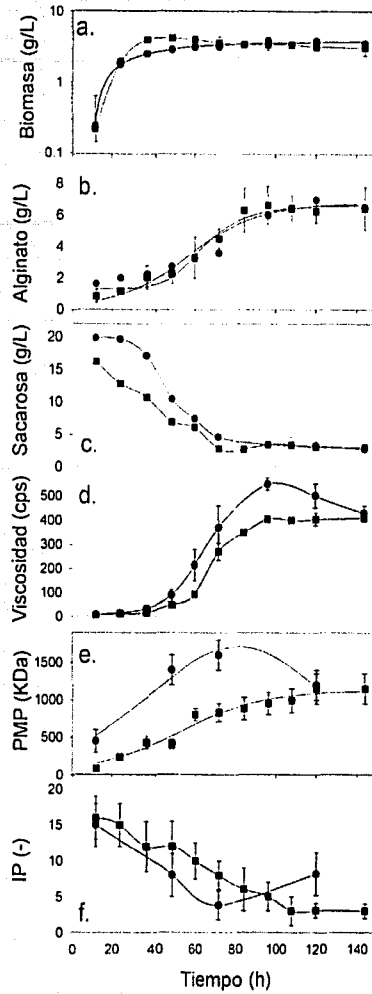 a.
Biomasa (g/L)
10
1
0.1
b.
Alginato (g/L)
8
6
4
2
0
c.
Sacarosa (g/L)
20
15
10
5
0
d.
Viscosidad (cps)
500
400
300
200
100
0
e.
PMP (KDa)
1500
1000
500
0
f.
IP (-)
20
15
10
5
0
0 20 40 60 80 100 120 140
Tiempo (h)